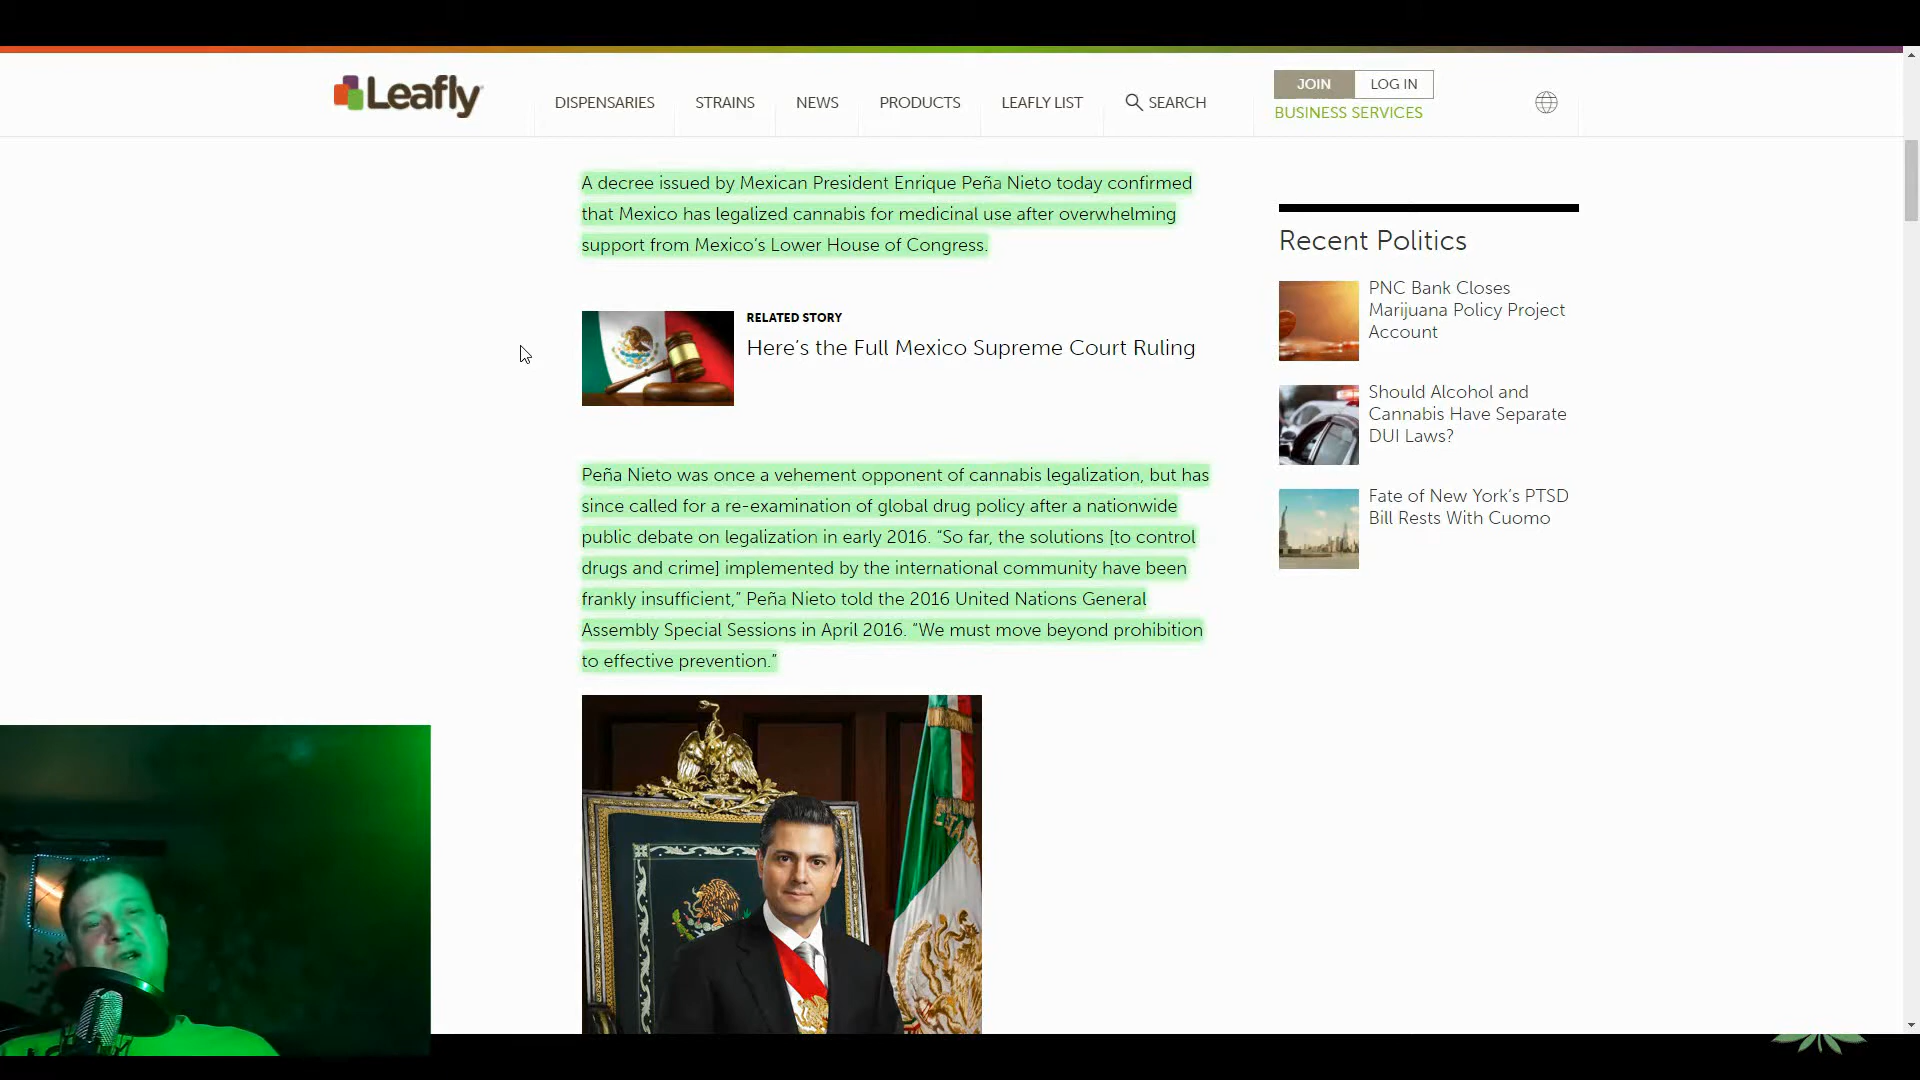 Leafly
DISPENSARIES
STRAINS
NEWS
PRODUCTS
LEAFLY LIST
SEARCH
JOIN
LOG IN
BUSINESS SERVICES
A decree issued by Mexican President Enrique Peña Nieto today confirmed
that Mexico has legalized cannabis for medicinal use after overwhelming
support from Mexico’s Lower House of Congress.
RELATED STORY
Here’s the Full Mexico Supreme Court Ruling
Peña Nieto was once a vehement opponent of cannabis legalization, but has
since called for a re-examination of global drug policy after a nationwide
public debate on legalization in early 2016. “So far, the solutions [to control
drugs and crime] implemented by the international community have been
frankly insufficient,” Peña Nieto told the 2016 United Nations General
Assembly Special Sessions in April 2016. “We must move beyond prohibition
to effective prevention.”
Recent Politics
PNC Bank Closes
Marijuana Policy Project
Account
Should Alcohol and
Cannabis Have Separate
DUI Laws?
Fate of New York’s PTSD
Bill Rests With Cuomo